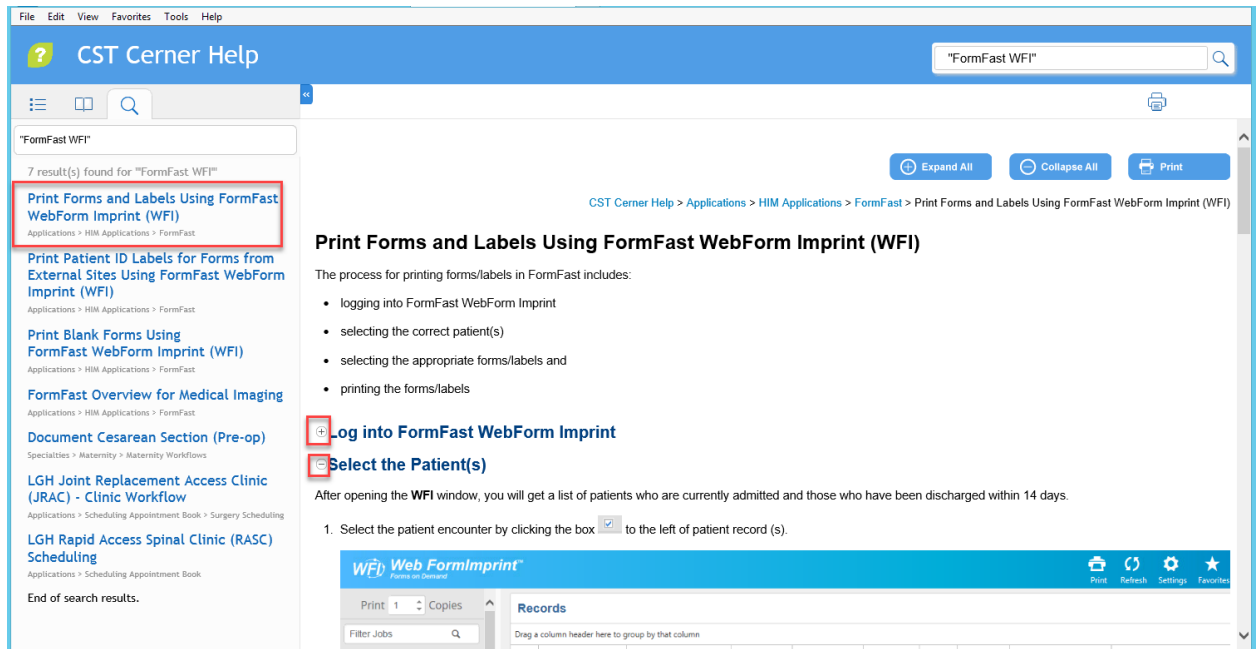 File Edit View Favorites Tools Help
? CST Cerner Help
"FormFast WFI"
"FormFast WFI"
7 result(s) found for "'FormFast WFI'"
Print Forms and Labels Using FormFast
WebForm Imprint (WFI)
Applications > HIM Applications > FormFast
Print Patient ID Labels for Forms from
External Sites Using FormFast WebForm
Imprint (WFI)
Applications > HIM Applications > FormFast
Print Blank Forms Using
FormFast WebForm Imprint (WFI)
Applications > HIM Applications > FormFast
FormFast Overview for Medical Imaging
Applications > HIM Applications > FormFast
Document Cesarean Section (Pre-op)
Specialties > Maternity > Maternity Workflows
LGH Joint Replacement Access Clinic
(JRAC) - Clinic Workflow
Applications > Scheduling Appointment Book > Surgery Scheduling
LGH Rapid Access Spinal Clinic (RASC)
Scheduling
Applications > Scheduling Appointment Book
End of search results.
Expand All Collapse All Print
CST Cerner Help > Applications > HIM Applications > FormFast > Print Forms and Labels Using FormFast WebForm Imprint (WFI)
Print Forms and Labels Using FormFast WebForm Imprint (WFI)
The process for printing forms/labels in FormFast includes:
• logging into FormFast WebForm Imprint
• selecting the correct patient(s)
• selecting the appropriate forms/labels and
• printing the forms/labels
Log into FormFast WebForm Imprint
Select the Patient(s)
After opening the WFI window, you will get a list of patients who are currently admitted and those who have been discharged within 14 days.
1. Select the patient encounter by clicking the box to the left of patient record (s).
WFI Web FormImprint™
Forms on Demand
Print Refresh Settings Favorites
Print 1 Copies
Records
Filter Jobs
Drag a column header here to group by that column